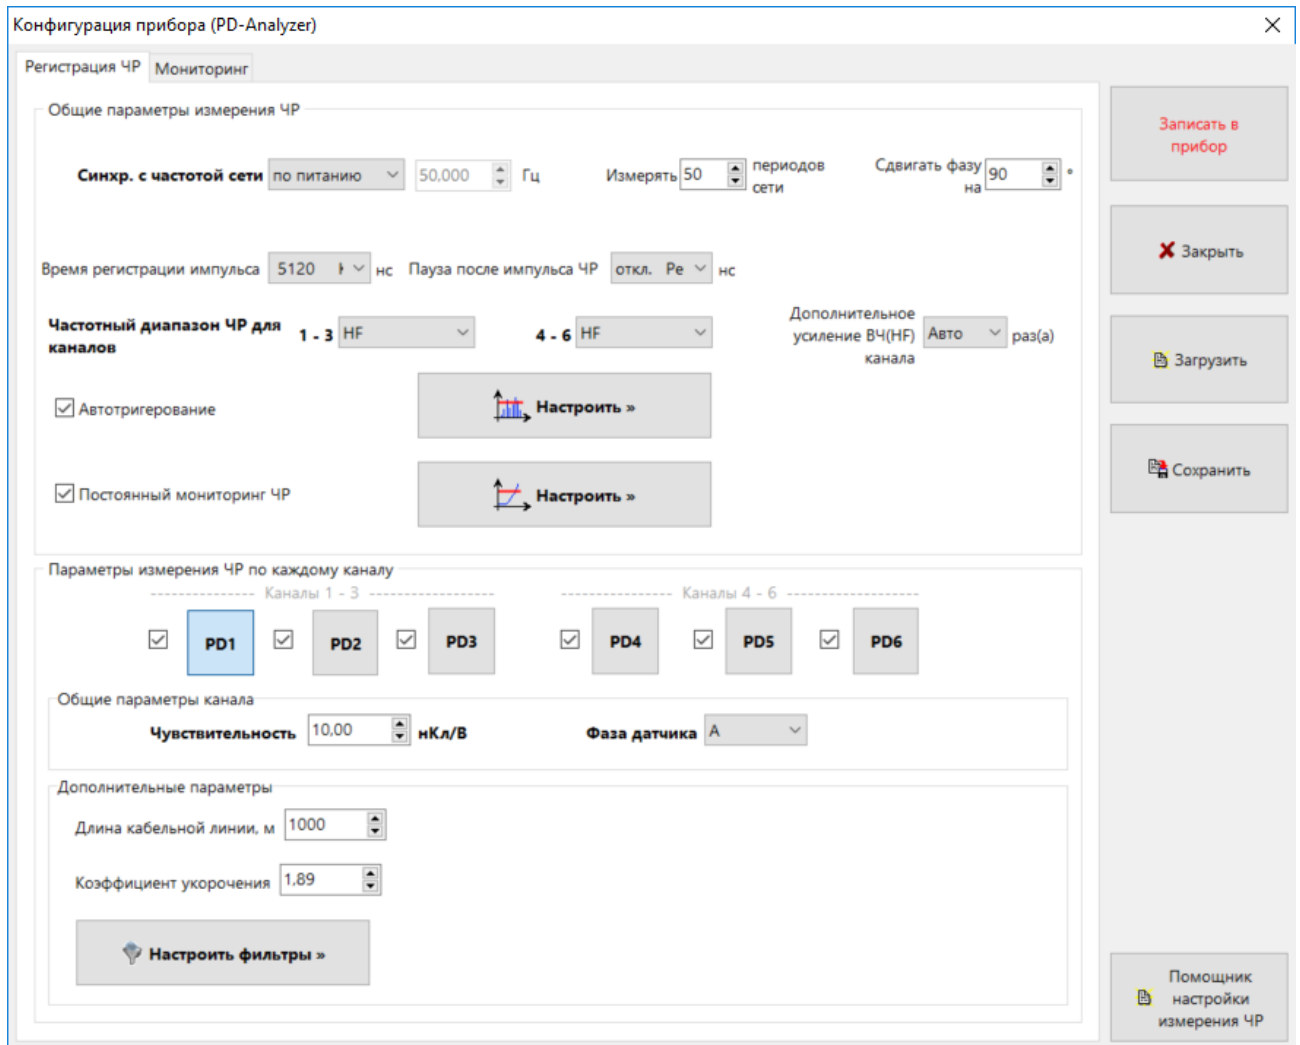 Конфигурация прибора (PD-Analyzer)
Регистрация ЧР Мониторинг
Общие параметры измерения ЧР
Синхр. с частотой сети по питанию 50,000 Гц Измерять 50 периодов сети Сдвигать фазу на 90 °
Время регистрации импульса 5120 нс Пауза после импульса ЧР откл. Ре нс
Частотный диапазон ЧР для каналов 1 - 3 HF 4 - 6 HF Дополнительное усиление ВЧ(HF) канала Авто раз(а)
Автотригерование Настроить »
Постоянный мониторинг ЧР Настроить »
Параметры измерения ЧР по каждому каналу
-------------- Каналы 1 - 3 ----------------- --------------- Каналы 4 - 6 ------------------
PD1 PD2 PD3 PD4 PD5 PD6
Общие параметры канала
Чувствительность 10,00 нКл/В Фаза датчика A
Дополнительные параметры
Длина кабельной линии, м 1000
Коэффициент укорочения 1,89
Настроить фильтры »
Записать в
прибор
Закрыть
Загрузить
Сохранить
Помощник
настройки
измерения ЧР